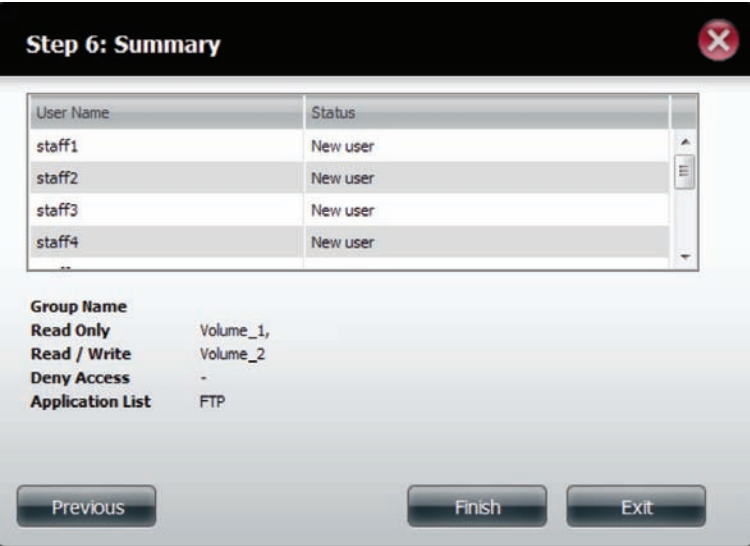 Step 6: Summary
User Name Status
staff1 New user
staff2 New user
staff3 New user
staff4 New user
Group Name
Read Only Volume_1,
Read / Write Volume_2
Deny Access -
Application List FTP
Previous Finish Exit